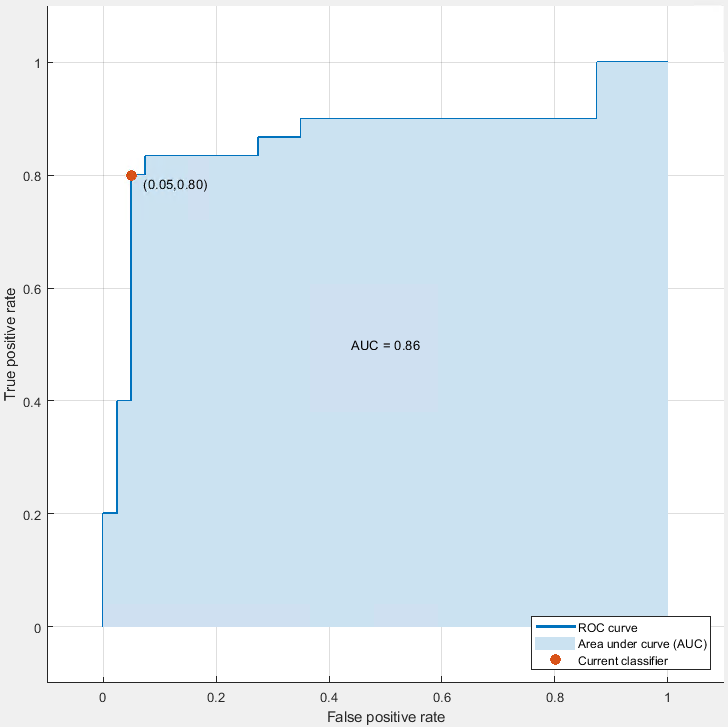 1
0.8
(0.05,0.80)
0.6
AUC = 0.86
0.4
0.2
0
True positive rate
ROC curve
Area under curve (AUC)
Current classifier
0 0.2 0.4 0.6 0.8 1
False positive rate